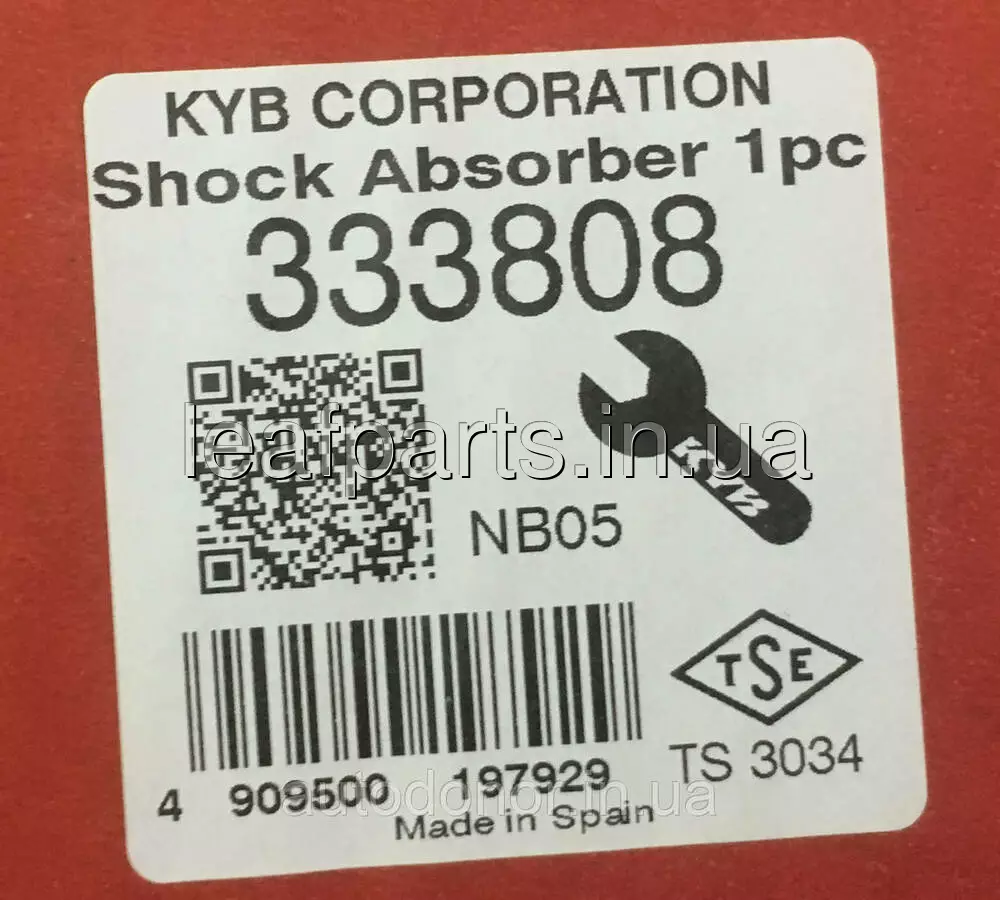 KYB CORPORATION
Shock Absorber 1pc
333808
leafparts.in.ua
KYB
NB05
TSE
TS 3034
4 909500 197929
autodonor.in.ua
Made in Spain